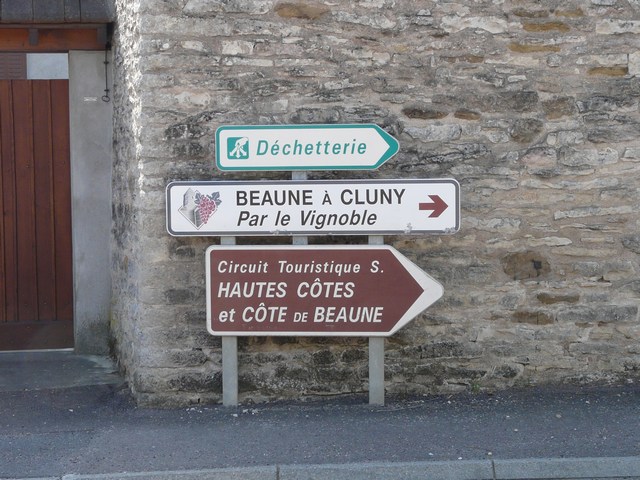 Déchetterie
BEAUNE À CLUNY
Par le Vignoble
Circuit Touristique S.
HAUTES CÔTES
et CÔTE DE BEAUNE